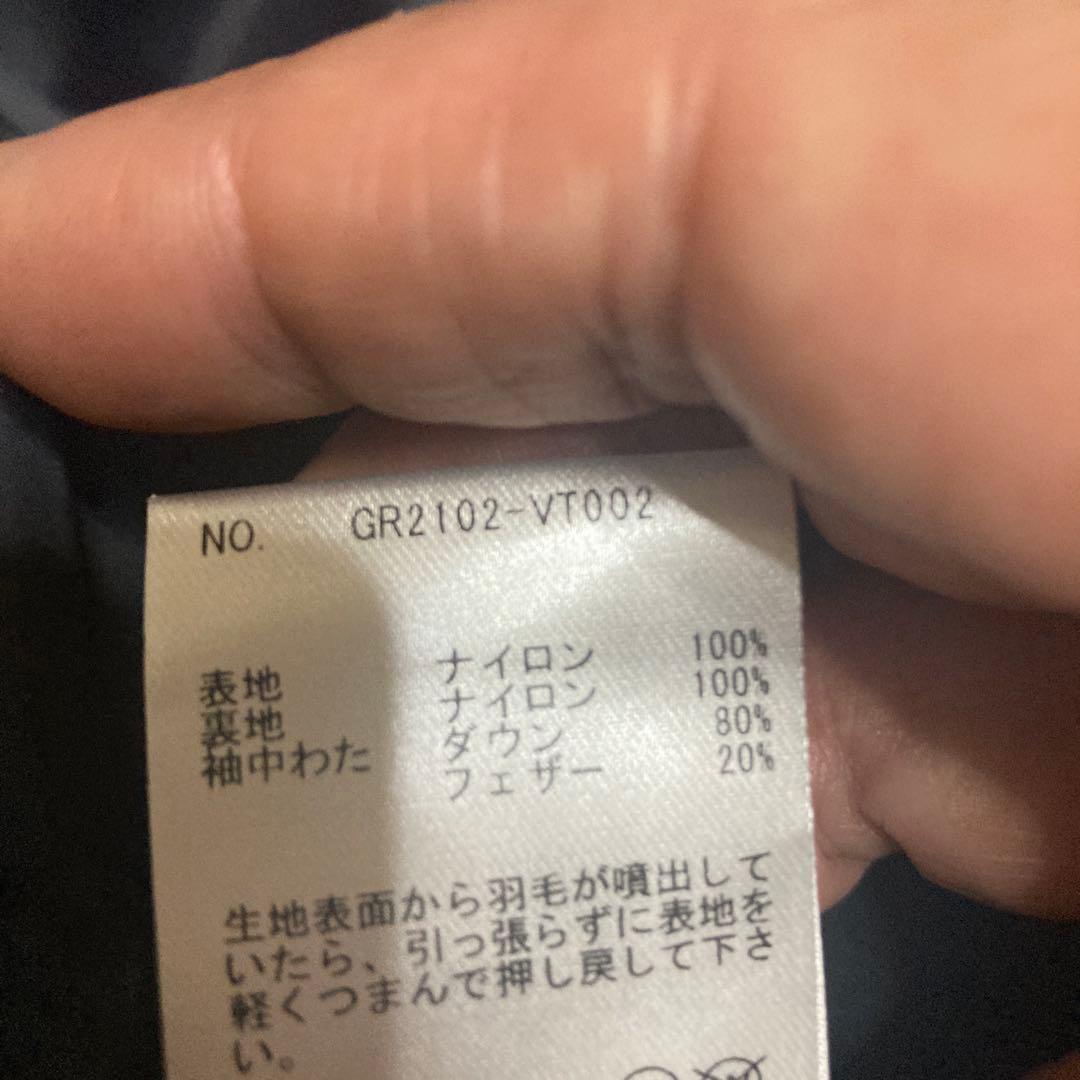 NO. GR2102-VT002
表地 ナイロン 100%
裏地 ナイロン 100%
袖中わた ダウン 80%
フェザー 20%
生地表面から羽毛が噴出して
いたら、引っ張らずに表地を
軽くつまんで押し戻して下さ
い。